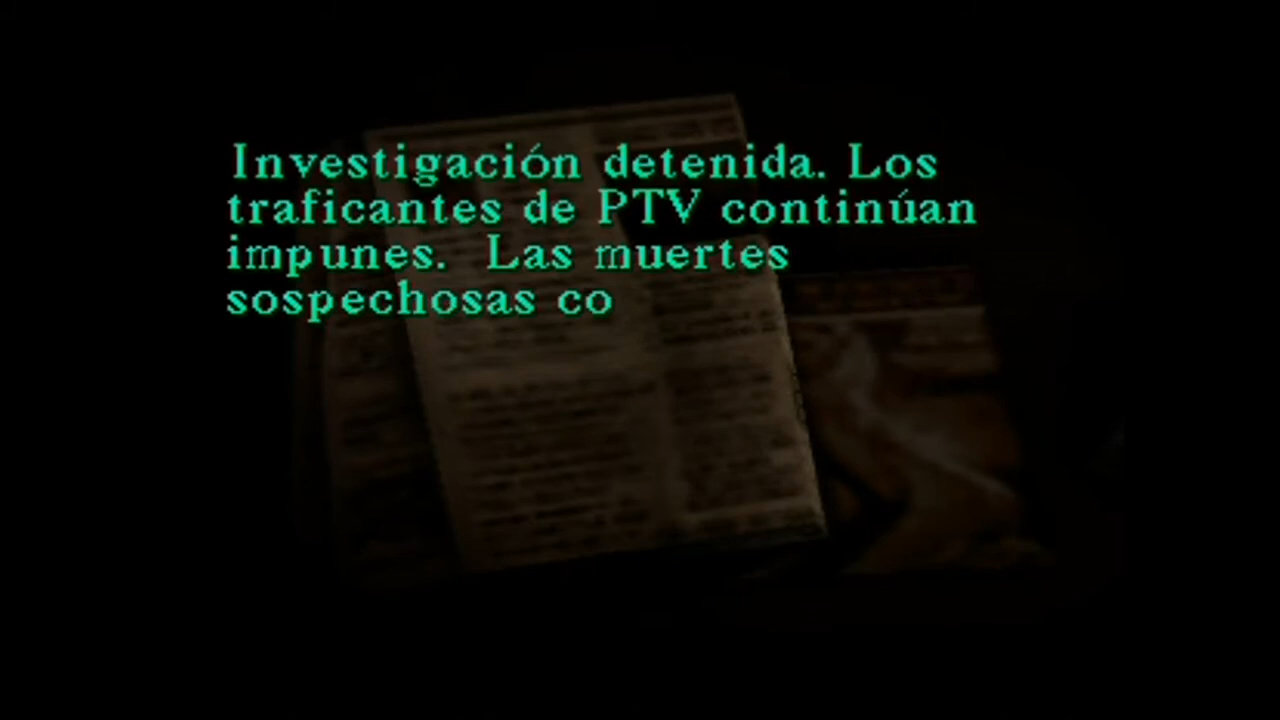 Investigación detenida. Los
traficantes de PTV continúan
impunes. Las muertes
sospechosas co